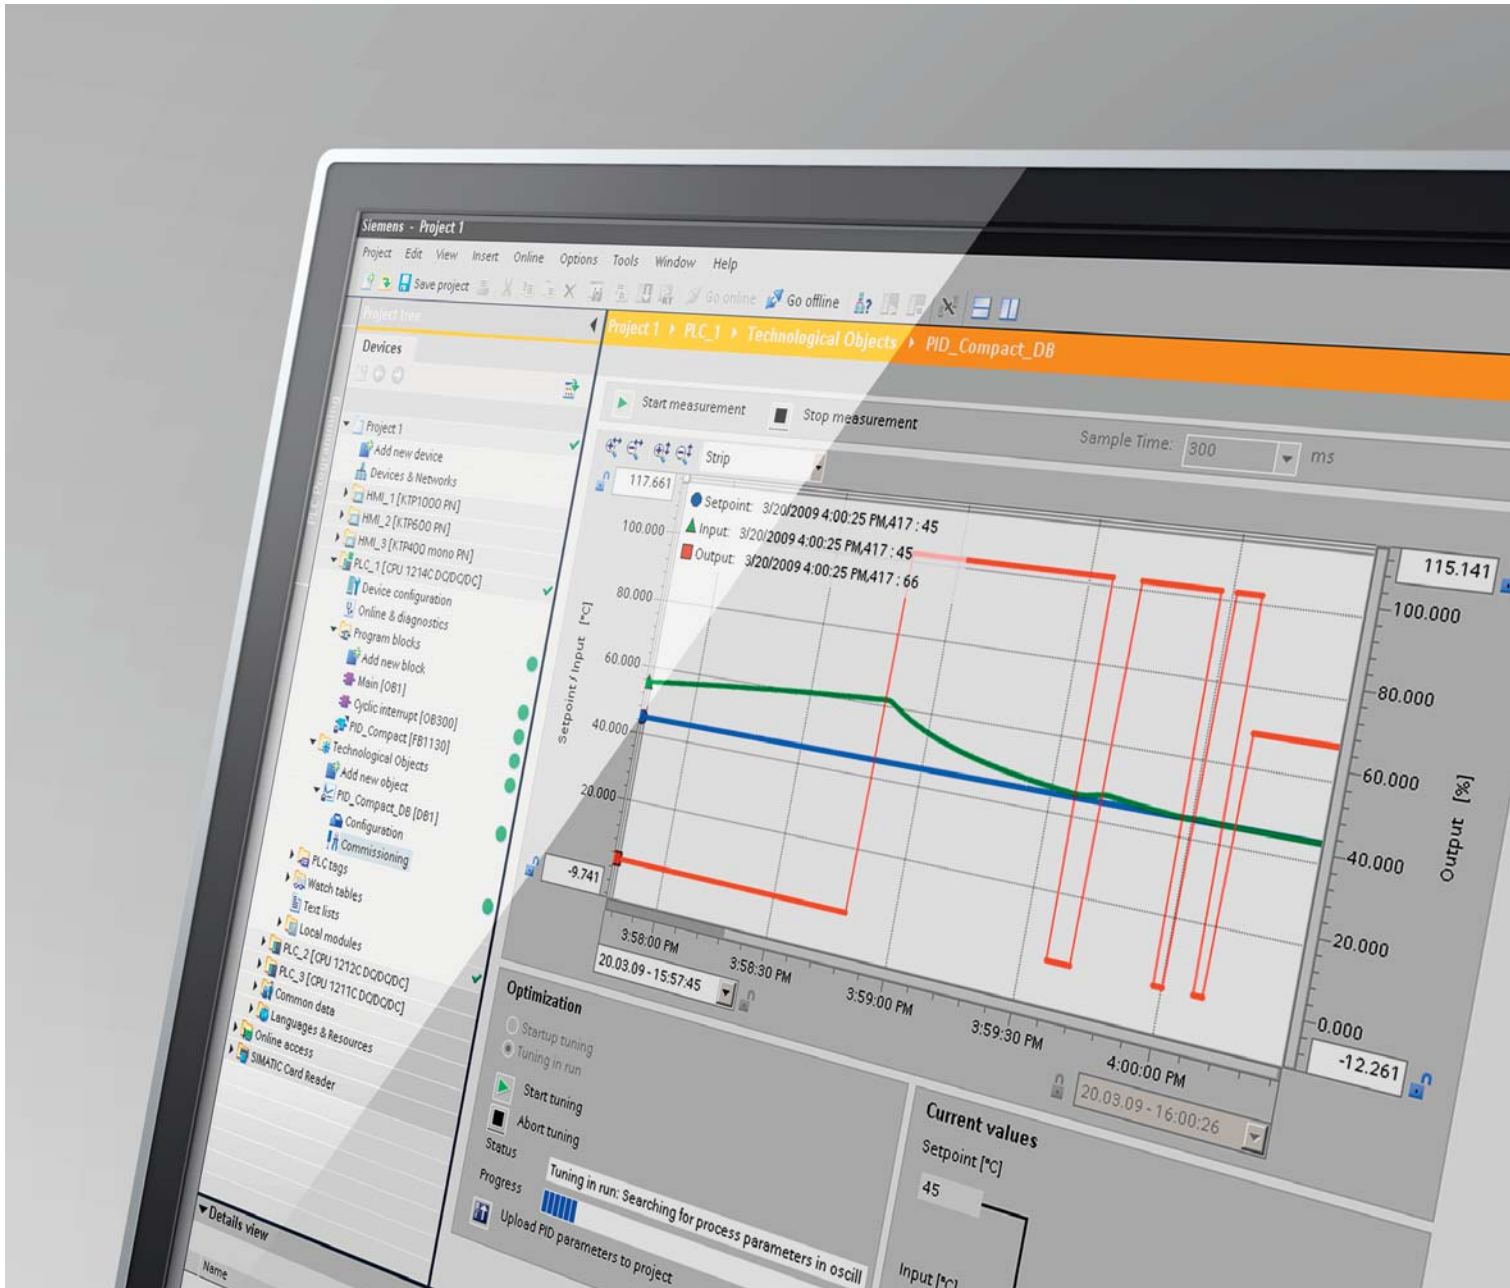 Siemens - Project 1
Project Edit View Insert Online Options Tools Window Help
Save project Go online Go offline
Project tree
Project 1 PLC_1 Technological Objects PID_Compact_DB
Devices
PLC Programming
Project 1
Add new device
Devices & Networks
HMI_1 [KTP1000 PN]
HMI_2 [KTP600 PN]
HMI_3 [KTP400 mono PN]
PLC_1 [CPU 1214C DC/DC/DC]
Device configuration
Online & diagnostics
Program blocks
Add new block
Main [OB1]
Cyclic interrupt [OB300]
PID_Compact [FB1130]
Technological Objects
Add new object
PID_Compact_DB [DB1]
Configuration
Commissioning
PLC tags
Watch tables
Text lists
Local modules
PLC_2 [CPU 1212C DC/DC/DC]
PLC_3 [CPU 1211C DC/DC/DC]
Common data
Languages & Resources
Online access
SIMATIC Card Reader
Details view
Name
Start measurement Stop measurement
Sample Time: 300 ms
Strip
117.661
100.000
80.000
60.000
40.000
20.000
-9.741
Setpoint / Input [°C]
Setpoint: 3/20/2009 4:00:25 PM,417 : 45
Input: 3/20/2009 4:00:25 PM,417 : 45
Output: 3/20/2009 4:00:25 PM,417 : 66
115.141
100.000
80.000
60.000
40.000
20.000
0.000
-12.261
Output [%]
3:58:00 PM 3:58:30 PM 3:59:00 PM 3:59:30 PM 4:00:00 PM
20.03.09 - 15:57:45
20.03.09 - 16:00:26
Optimization
Startup tuning
Tuning in run
Start tuning
Abort tuning
Status
Tuning in run: Searching for process parameters in oscill
Progress
Upload PID parameters to project
Current values
Setpoint [°C]
45
Input [°C]